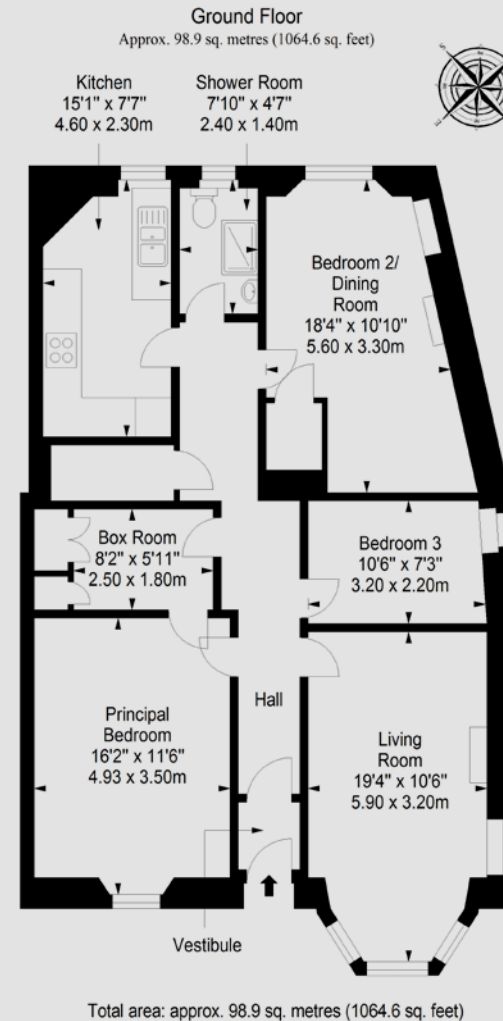 Ground Floor
Approx. 98.9 sq. metres (1064.6 sq. feet)
Kitchen
15'1" x 7'7"
4.60 x 2.30m
Shower Room
7'10" x 4'7"
2.40 x 1.40m
Bedroom 2/
Dining
Room
18'4" x 10'10"
5.60 x 3.30m
Box Room
8'2" x 5'11"
2.50 x 1.80m
Bedroom 3
10'6" x 7'3"
3.20 x 2.20m
Principal
Bedroom
16'2" x 11'6"
4.93 x 3.50m
Hall
Living
Room
19'4" x 10'6"
5.90 x 3.20m
Vestibule
Total area: approx. 98.9 sq. metres (1064.6 sq. feet)